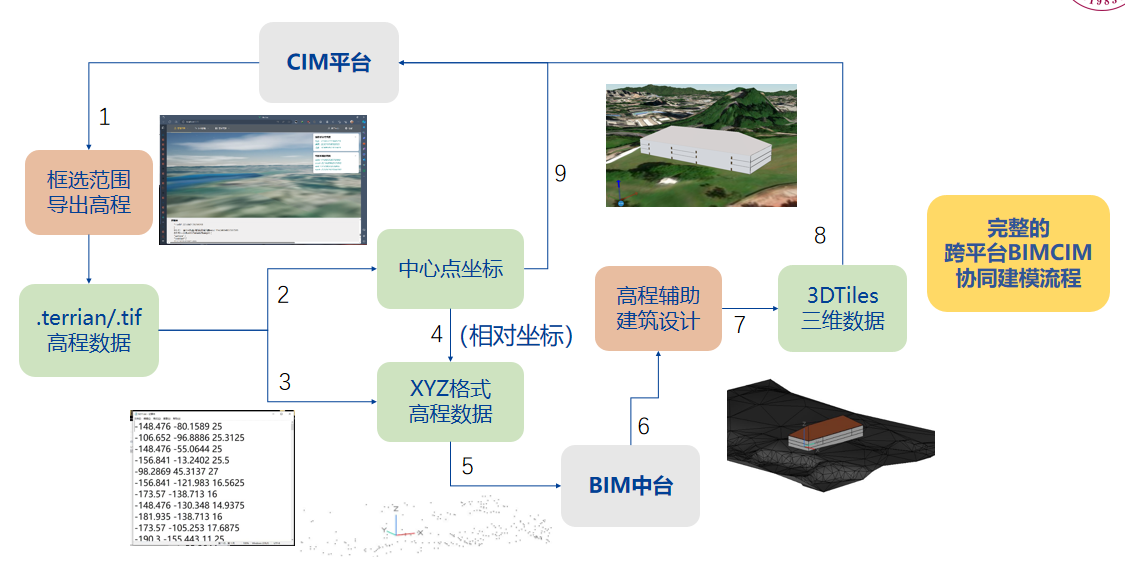 1983
CIM平台
1
框选范围
导出高程
9
完整的
跨平台BIMCIM
协同建模流程
8
中心点坐标
2
.terrian/.tif
高程数据
高程辅助
建筑设计
7
3DTiles
三维数据
4
(相对坐标)
3
XYZ格式
高程数据
6
5
BIM中台
-148.476 -80.1589 25
-106.652 -96.8886 25.3125
-148.476 -55.0644 25
-156.841 -13.2402 25.5
-98.2869 45.3137 27
-156.841 -121.983 16.5625
-173.57 -138.713 16
-148.476 -130.348 14.9375
-181.935 -138.713 16
-173.57 -105.253 17.6875
-190.3 -155.443 11.25
Z
Y
X